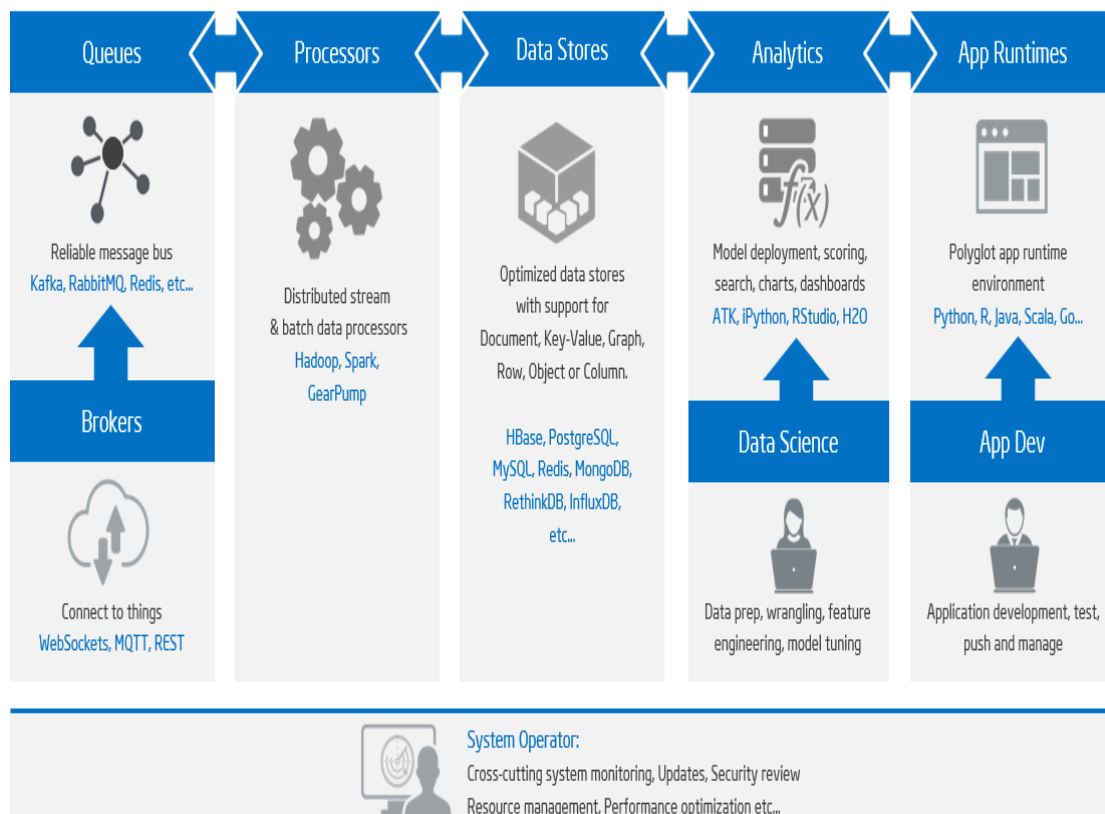 Queues
Processors
Data Stores
Analytics
App Runtimes
Reliable message bus
Kafka, RabbitMQ, Redis, etc...
Brokers
Connect to things
WebSockets, MQTT, REST
Distributed stream
& batch data processors
Hadoop, Spark,
GearPump
Optimized data stores
with support for
Document, Key-Value, Graph,
Row, Object or Column.
HBase, PostgreSQL,
MySQL, Redis, MongoDB,
RethinkDB, InfluxDB,
etc...
f(x)
Model deployment, scoring,
search, charts, dashboards
ATK, iPython, RStudio, H2O
Data Science
Data prep, wrangling, feature
engineering, model tuning
Polyglot app runtime
environment
Python, R, Java, Scala, Go...
App Dev
Application development, test,
push and manage
System Operator:
Cross-cutting system monitoring, Updates, Security review
Resource management, Performance optimization etc...